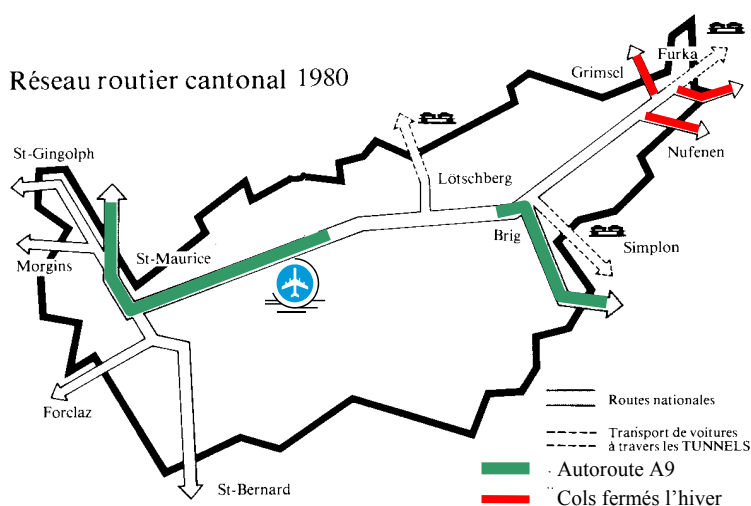 Réseau routier cantonal 1980
Furka
Grimsel
St-Gingolph
Lötschberg
Nufenen
Morgins
St-Maurice
Brig
Simplon
Forclaz
St-Bernard
Routes nationales
Transport de voitures
à travers les TUNNELS
Autoroute A9
Cols fermés l’hiver